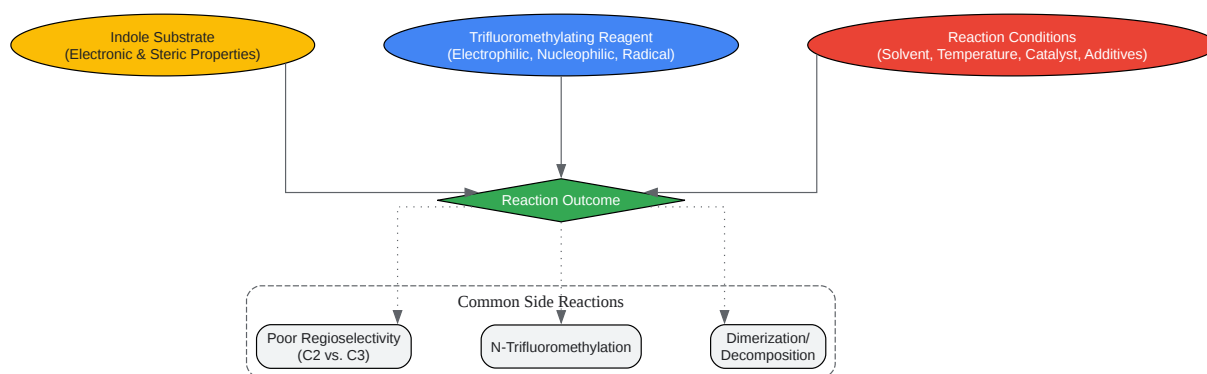 Indole Substrate
(Electronic & Steric Properties)
Trifluoromethylating Reagent
(Electrophilic, Nucleophilic, Radical)
Reaction Conditions
(Solvent, Temperature, Catalyst, Additives)
Reaction Outcome
Common Side Reactions
Poor Regioselectivity
(C2 vs. C3)
N-Trifluoromethylation
Dimerization/
Decomposition